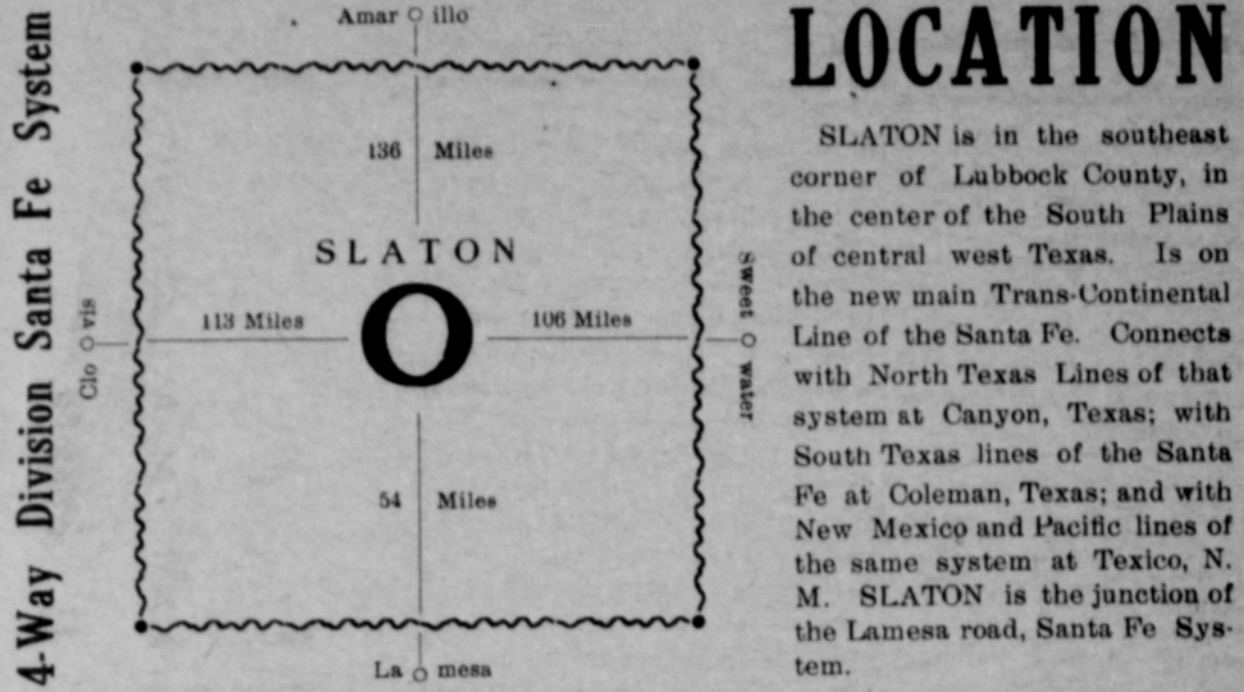 4-Way Division Santa Fe System
Amar illo
136 Miles
SLATON
Clo vis
113 Miles
106 Miles
Sweet water
54 Miles
La mesa
LOCATION
SLATON is in the southeast
corner of Lubbock County, in
the center of the South Plains
of central west Texas. Is on
the new main Trans-Continental
Line of the Santa Fe. Connects
with North Texas Lines of that
system at Canyon, Texas; with
South Texas lines of the Santa
Fe at Coleman, Texas; and with
New Mexico and Pacific lines of
the same system at Texico, N.
M. SLATON is the junction of
the Lamesa road, Santa Fe Sys-
tem.